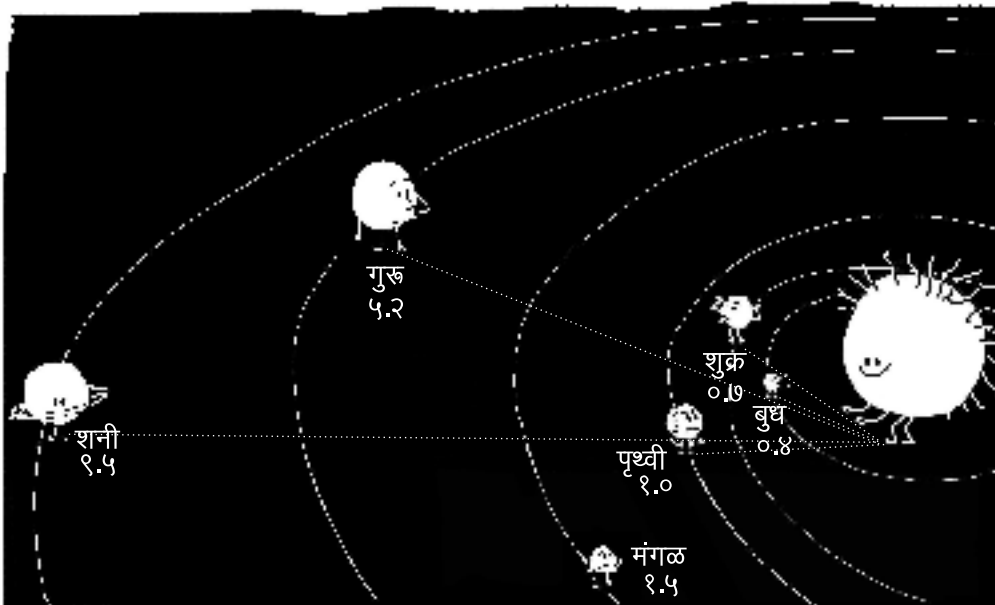 गुरू
५.२
शुक्र
०.७
बुध
०.४
शनी
९.५
पृथ्वी
१.०
मंगळ
१.५